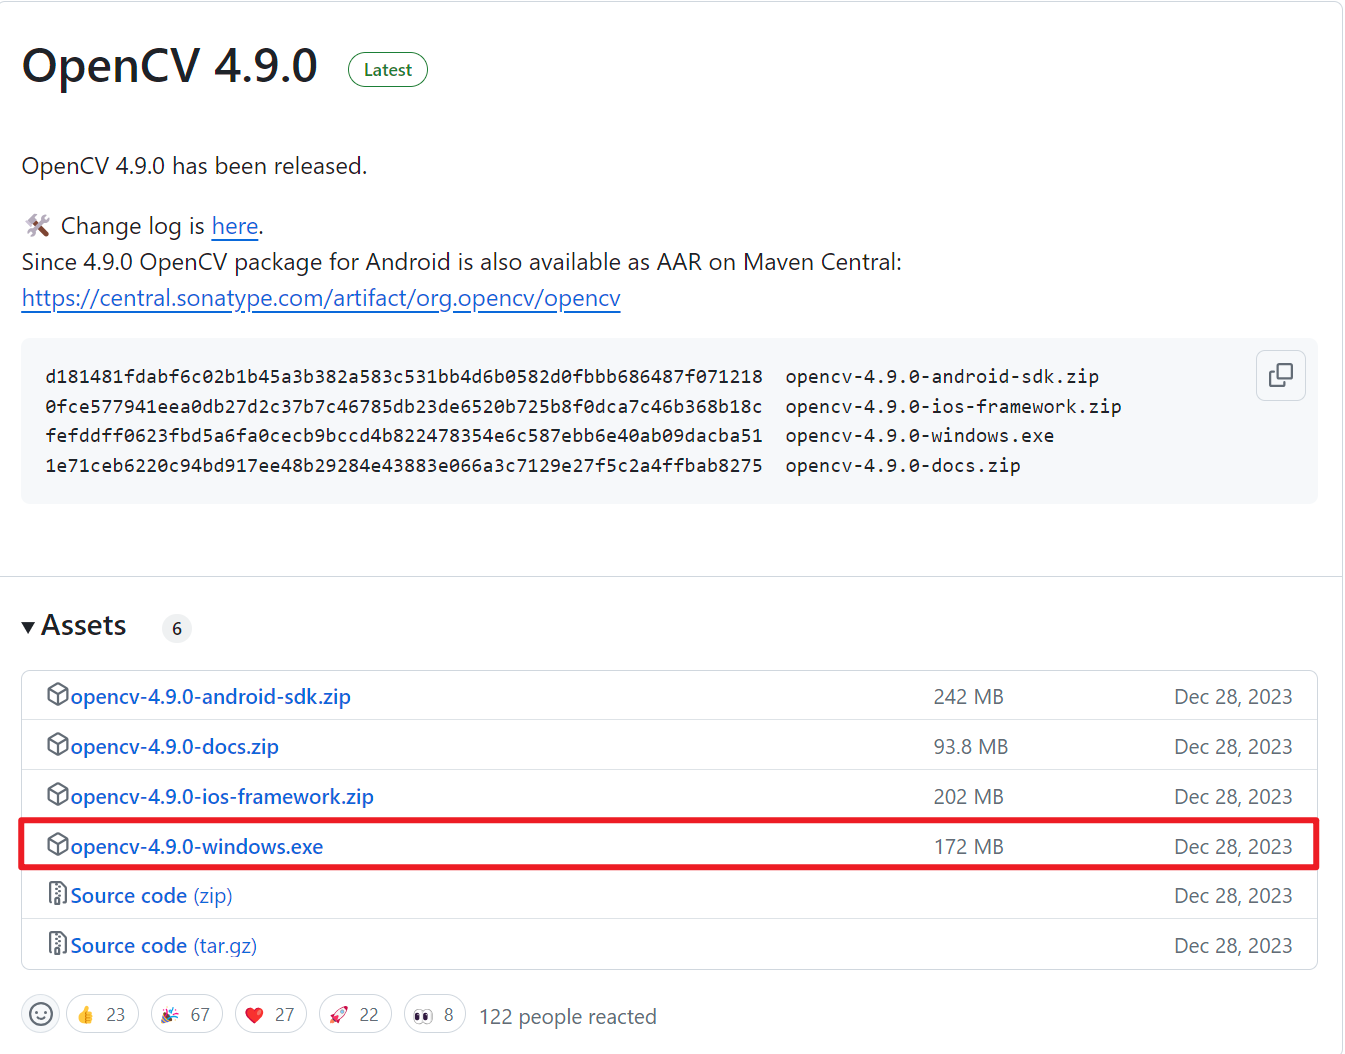 OpenCV 4.9.0 Latest
OpenCV 4.9.0 has been released.
🛠 Change log is here.
Since 4.9.0 OpenCV package for Android is also available as AAR on Maven Central:
https://central.sonatype.com/artifact/org.opencv/opencv
d181481fdabf6c02b1b45a3b382a583c531bb4d6b0582d0fbbb686487f071218 opencv-4.9.0-android-sdk.zip
0fce577941eea0db27d2c37b7c46785db23de6520b725b8f0dca7c46b368b18c opencv-4.9.0-ios-framework.zip
fefddff0623fbd5a6fa0cecb9bccd4b822478354e6c587ebb6e40ab09dacba51 opencv-4.9.0-windows.exe
1e71ceb6220c94bd917ee48b29284e43883e066a3c7129e27f5c2a4ffbab8275 opencv-4.9.0-docs.zip
Assets 6
opencv-4.9.0-android-sdk.zip 242 MB Dec 28, 2023
opencv-4.9.0-docs.zip 93.8 MB Dec 28, 2023
opencv-4.9.0-ios-framework.zip 202 MB Dec 28, 2023
opencv-4.9.0-windows.exe 172 MB Dec 28, 2023
Source code (zip) Dec 28, 2023
Source code (tar.gz) Dec 28, 2023
👍 23 🎉 67 ❤️ 27 🚀 22 👀 8 122 people reacted